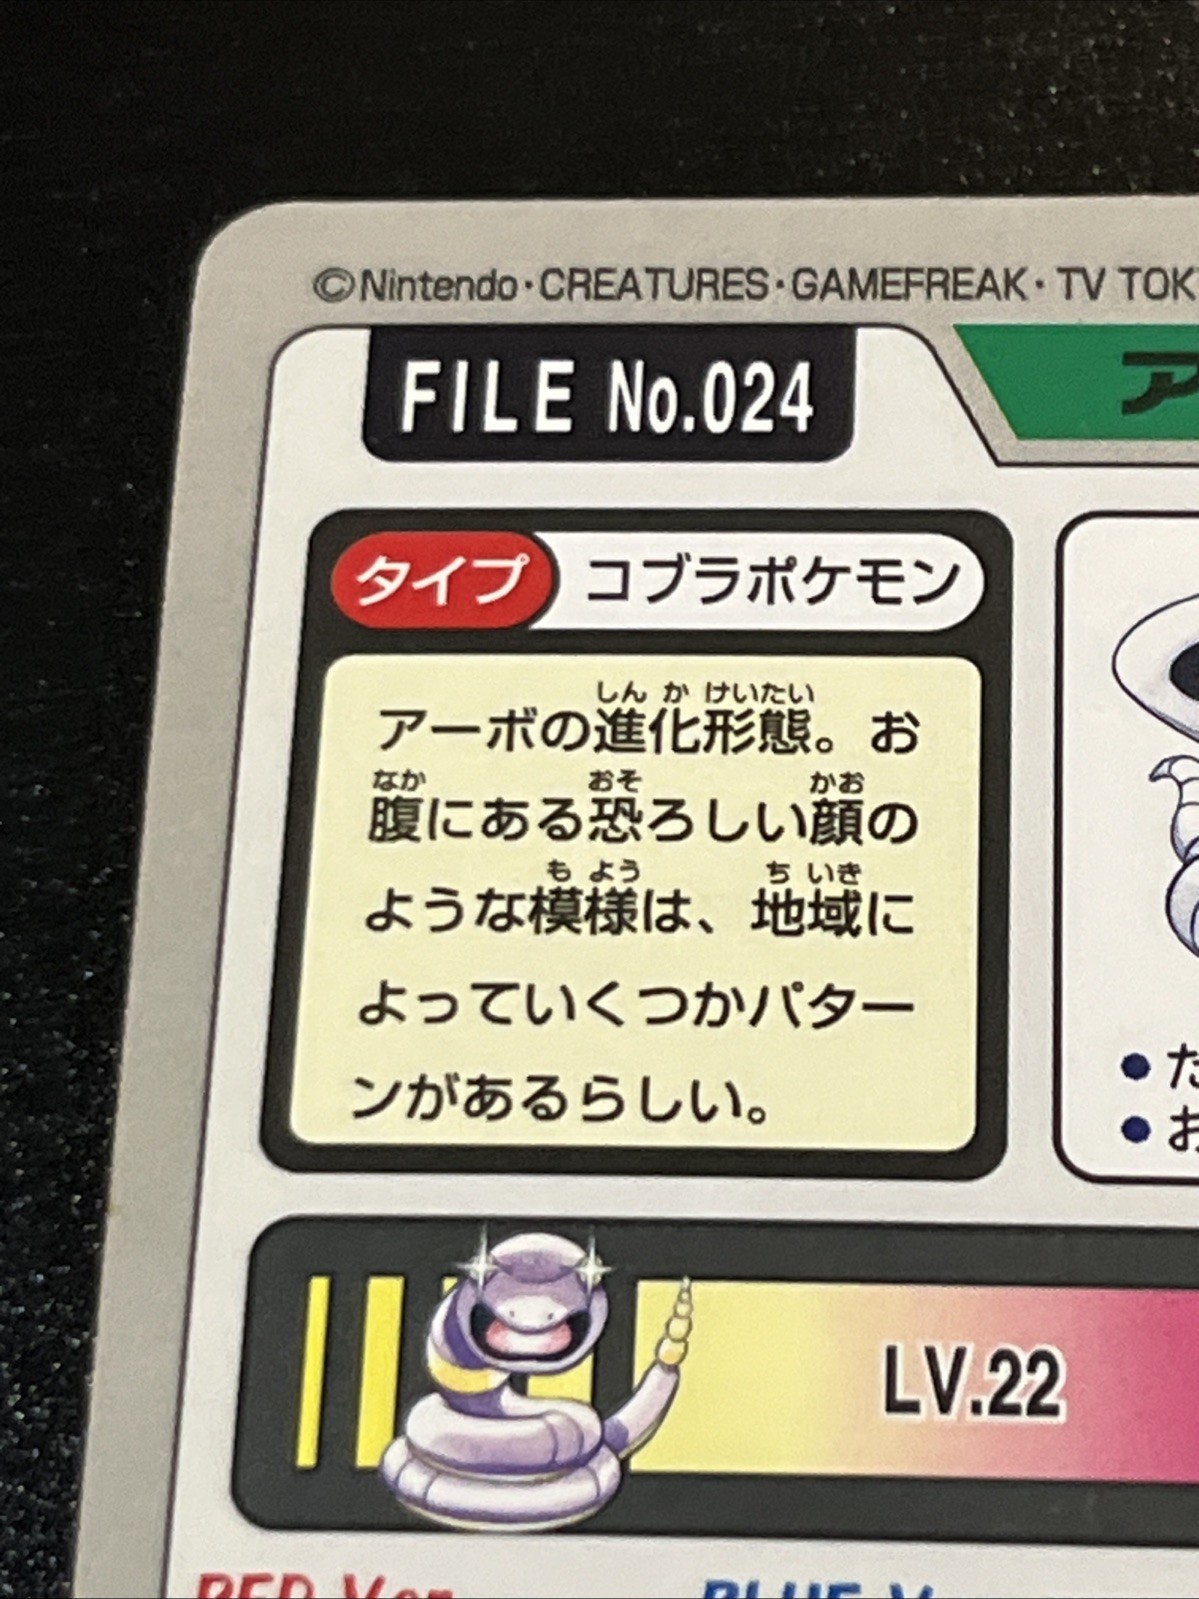 ©Nintendo・CREATURES・GAMEFREAK・TV TOK
FILE No.024
タイプ コブラポケモン
アーボの進化形態。お
腹にある恐ろしい顔の
ような模様は、地域に
よっていくつかパター
ンがあるらしい。
しん か けいたい
なか おそ かお
も よう ち いき
LV.22
RED Ver
BLUE V